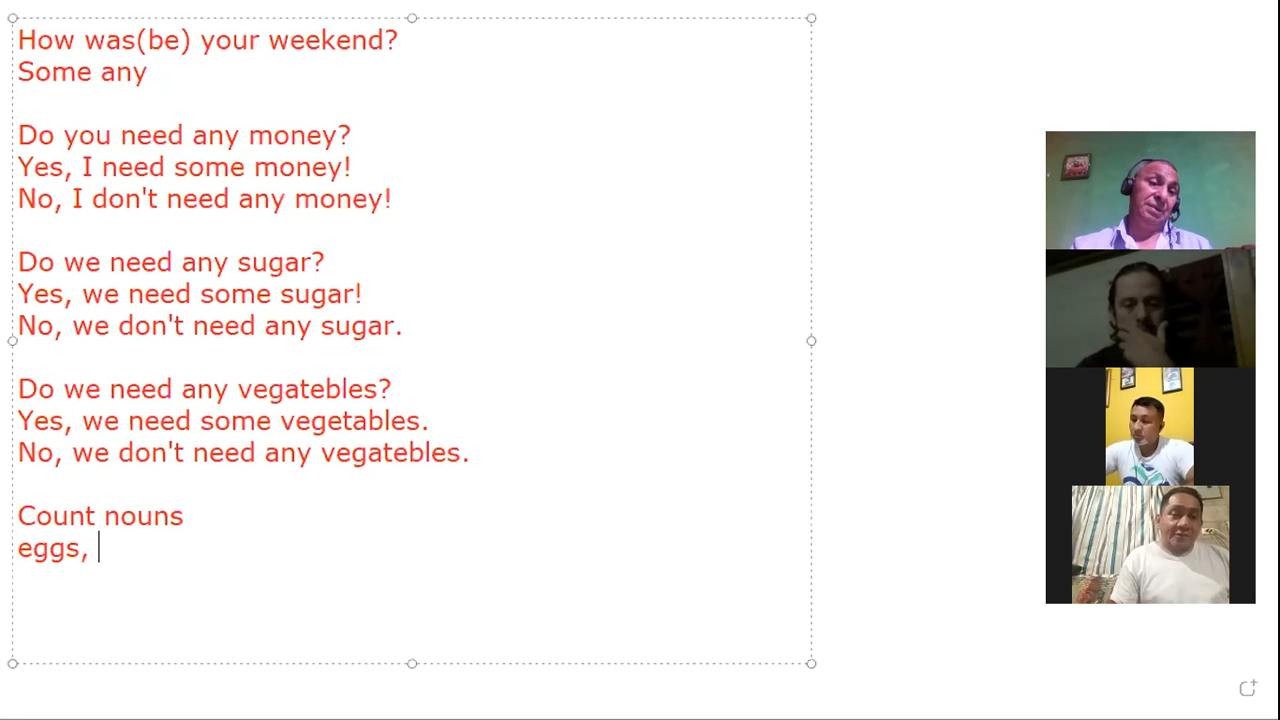 How was(be) your weekend?
Some any
Do you need any money?
Yes, I need some money!
No, I don't need any money!
Do we need any sugar?
Yes, we need some sugar!
No, we don't need any sugar.
Do we need any vegatebles?
Yes, we need some vegetables.
No, we don't need any vegatebles.
Count nouns
eggs,